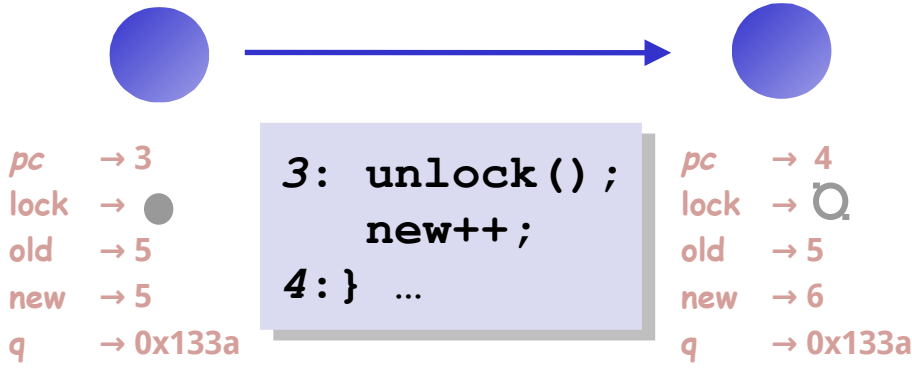 pc → 3
lock →
old → 5
new → 5
q → 0x133a
3: unlock();
new++;
4:} …
pc → 4
lock →
old → 5
new → 6
q → 0x133a